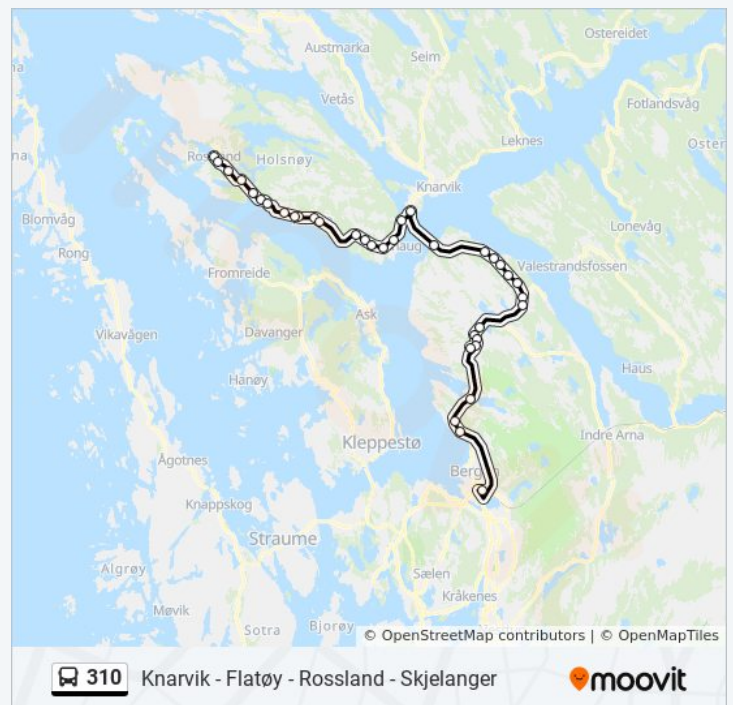 Ostereidet
Austmarka
Seim
Vetås
Fotlandsvåg
Leknes
Holsnøy
Knarvik
Blomvåg
Lonevåg
Rong
Valestrandsfossen
Fromreide
Ask
Vikavågen
Davanger
Haus
Hanøy
Kleppestø
Indre Arna
Ågotnes
Knappskog
Straume
Algrøy
Sælen
Kråkenes
Møvik
Bjorøy
Sotra
© OpenStreetMap contributors | © OpenMapTiles
310 Knarvik - Flatøy - Rossland - Skjelanger
moovit